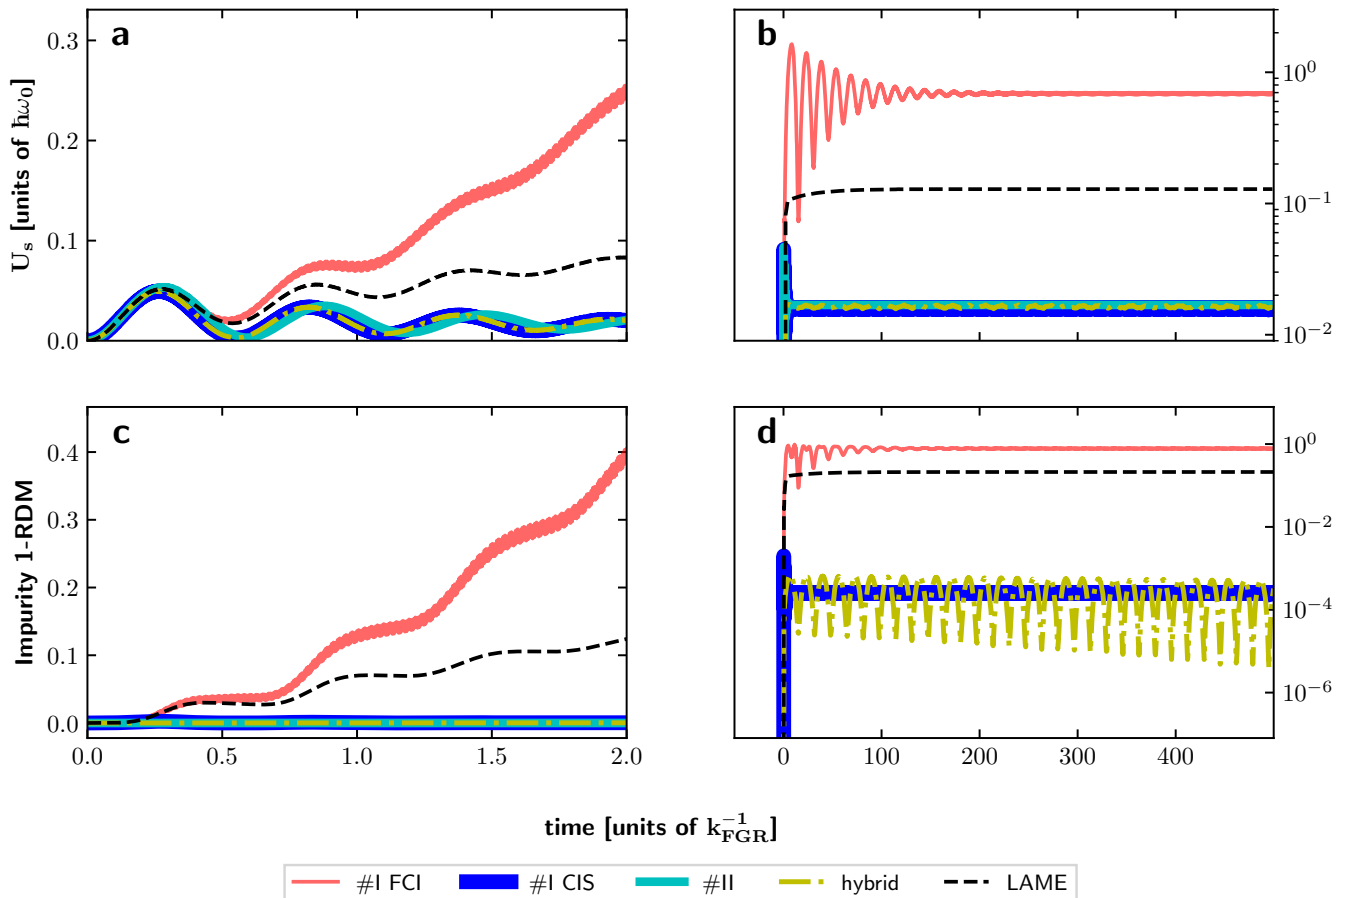 a
b
0.3
0.2
0.1
0.0
U_s [units of ħω_0]
10^0
10^{-1}
10^{-2}
c
d
0.4
0.3
0.2
0.1
0.0
Impurity 1-RDM
10^0
10^{-2}
10^{-4}
10^{-6}
0.0 0.5 1.0 1.5 2.0
0 100 200 300 400
time [units of k_{FGR}^{-1}]
#I FCI #I CIS #II hybrid LAME